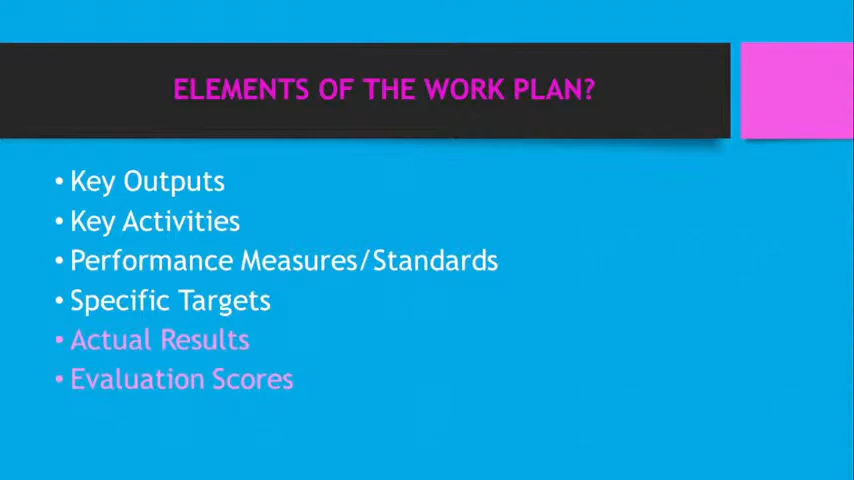 ELEMENTS OF THE WORK PLAN?
• Key Outputs
• Key Activities
• Performance Measures/Standards
• Specific Targets
• Actual Results
• Evaluation Scores